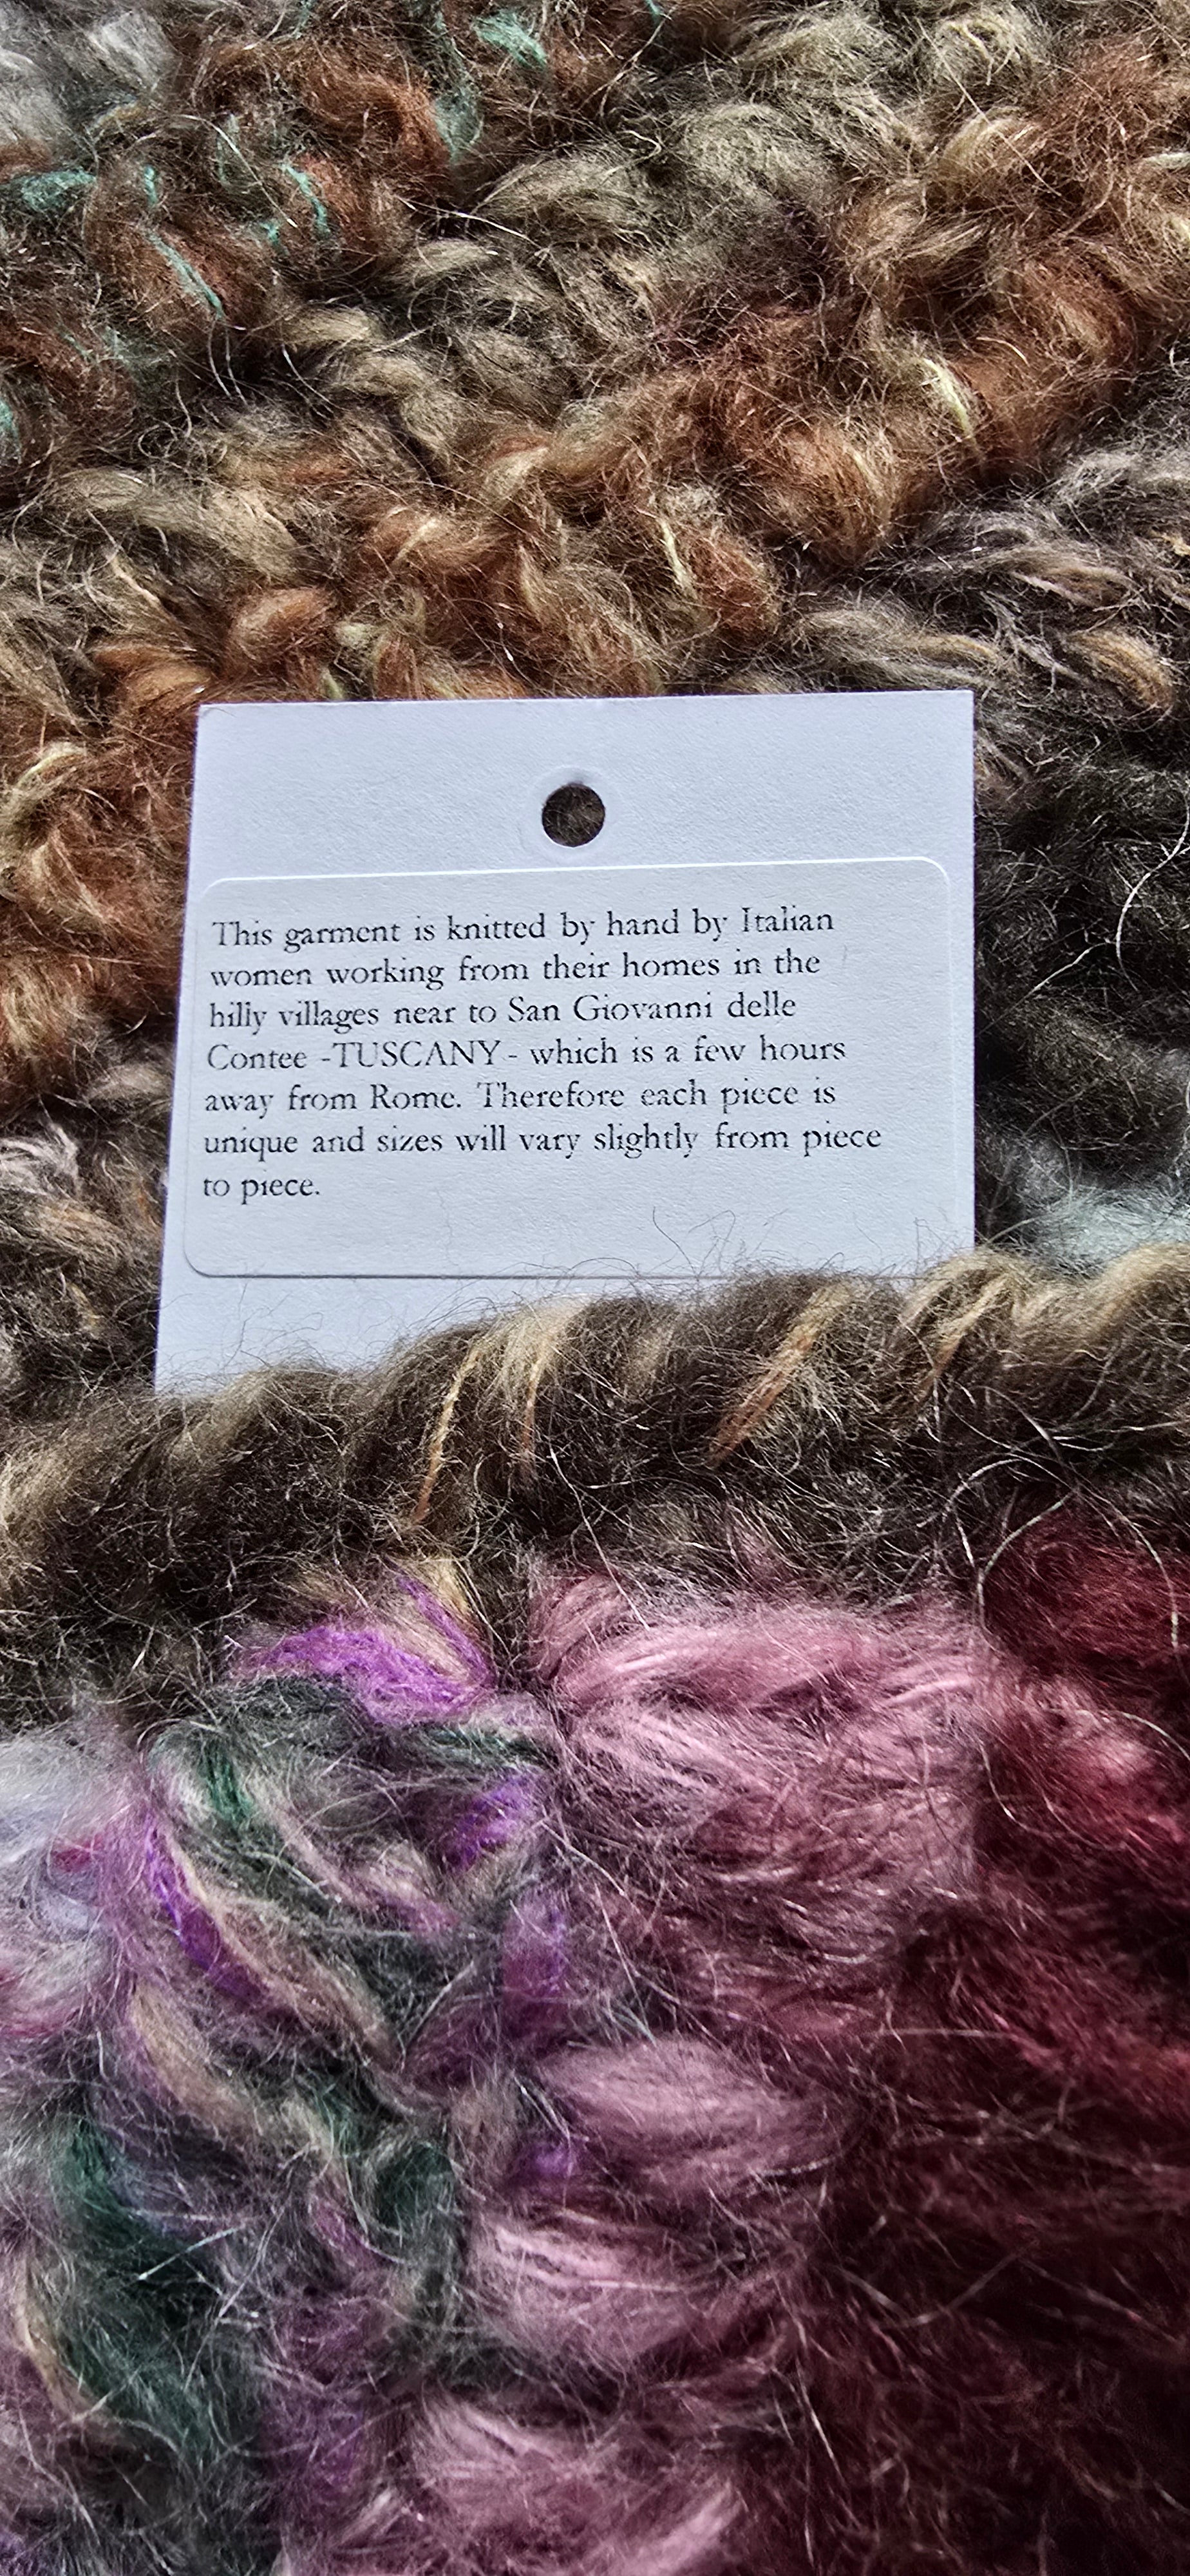 This garment is knitted by hand by Italian
women working from their homes in the
hilly villages near to San Giovanni delle
Contee -TUSCANY- which is a few hours
away from Rome. Therefore each piece is
unique and sizes will vary slightly from piece
to piece.